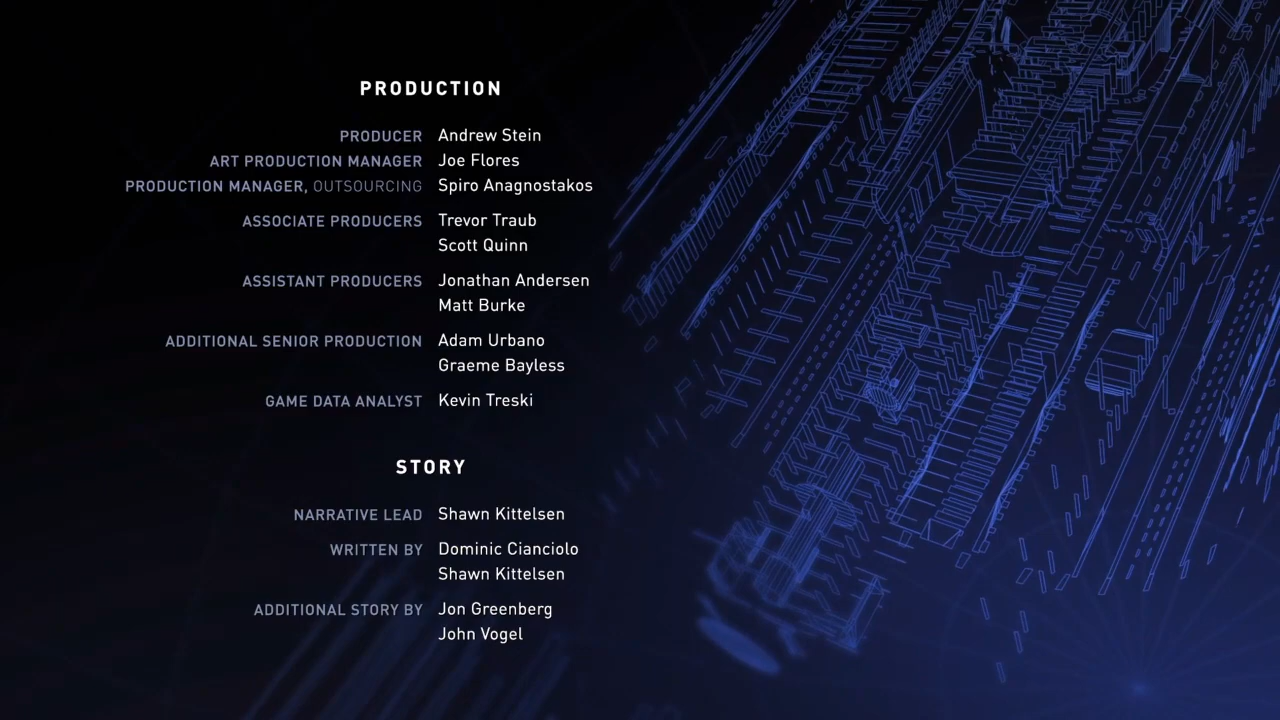 PRODUCTION
PRODUCER Andrew Stein
ART PRODUCTION MANAGER Joe Flores
PRODUCTION MANAGER, OUTSOURCING Spiro Anagnostakos
ASSOCIATE PRODUCERS Trevor Traub
Scott Quinn
ASSISTANT PRODUCERS Jonathan Andersen
Matt Burke
ADDITIONAL SENIOR PRODUCTION Adam Urbano
Graeme Bayless
GAME DATA ANALYST Kevin Treski
STORY
NARRATIVE LEAD Shawn Kittelsen
WRITTEN BY Dominic Cianciolo
Shawn Kittelsen
ADDITIONAL STORY BY Jon Greenberg
John Vogel